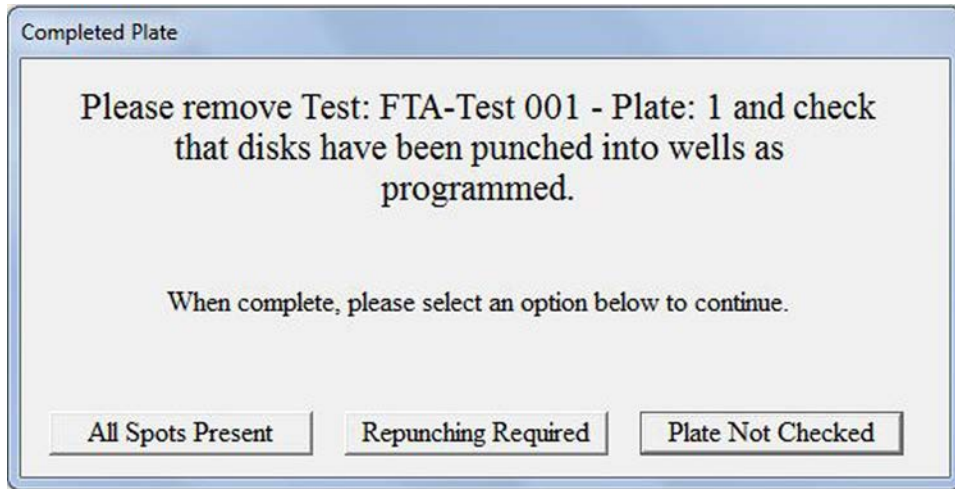 Completed Plate
Please remove Test: FTA-Test 001 - Plate: 1 and check
that disks have been punched into wells as
programmed.
When complete, please select an option below to continue.
All Spots Present
Repunching Required
Plate Not Checked